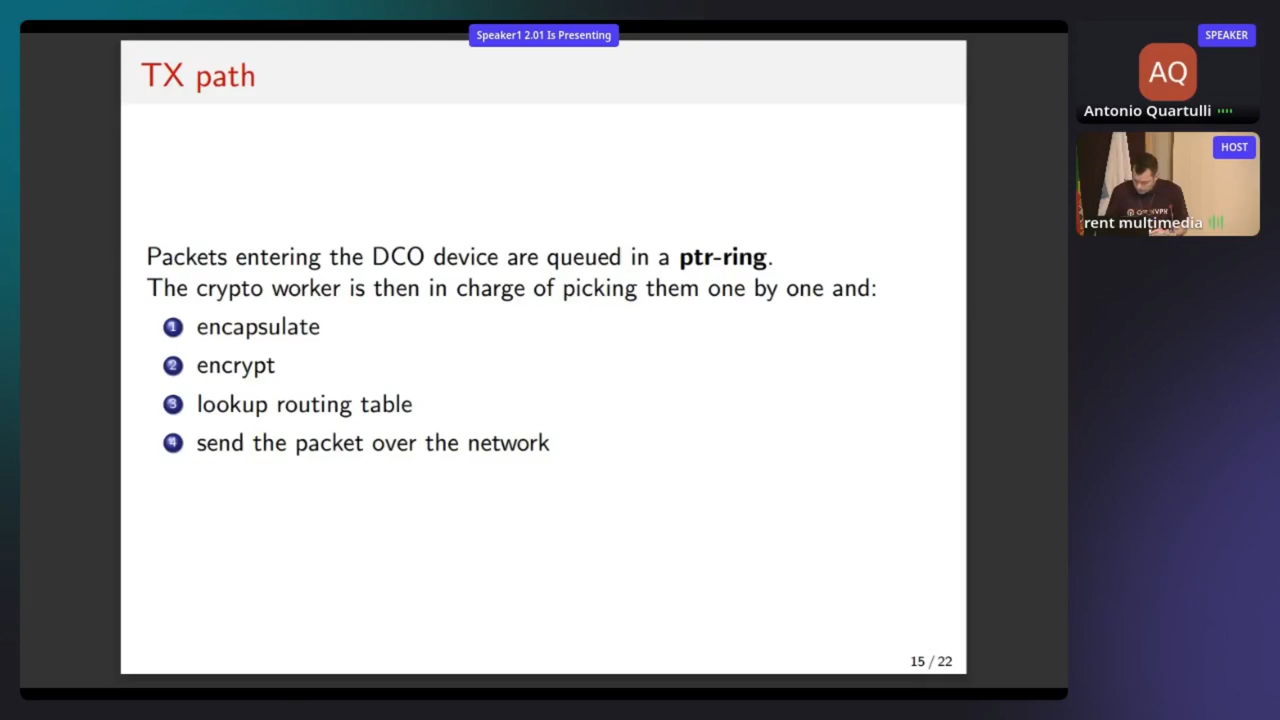 Speaker1 2.01 Is Presenting
TX path
Packets entering the DCO device are queued in a ptr-ring.
The crypto worker is then in charge of picking them one by one and:
1 encapsulate
2 encrypt
3 lookup routing table
4 send the packet over the network
15 / 22
SPEAKER
AQ
Antonio Quartulli
HOST
rent multimedia